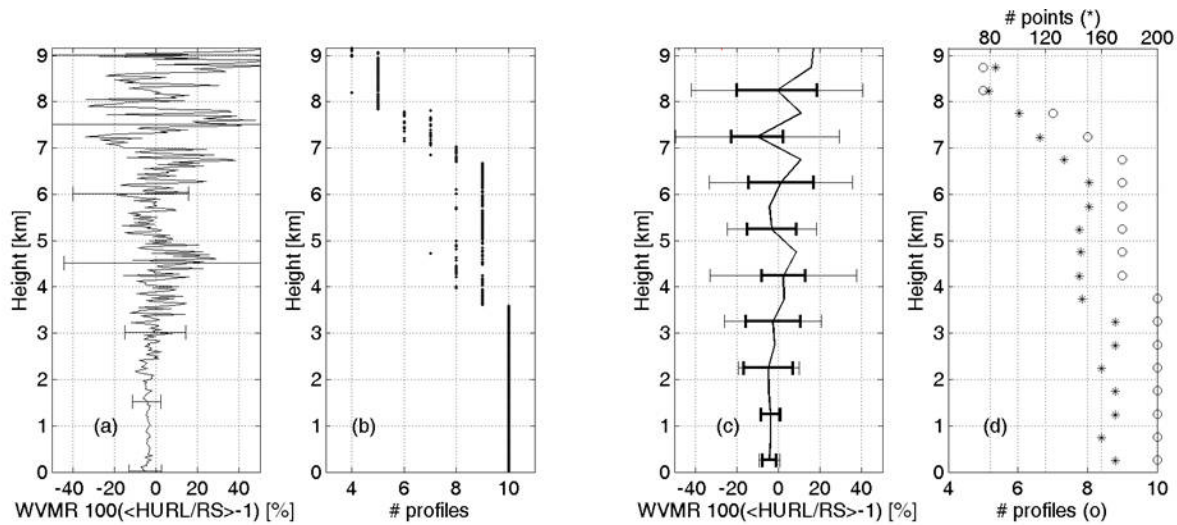 # points (*)
80 120 160 200
9
8
7
6
5
4
3
2
1
0
Height [km]
(a)
-40 -20 0 20 40
WVMR 100(<HURL/RS>-1) [%]
9
8
7
6
5
4
3
2
1
0
Height [km]
(b)
4 6 8 10
# profiles
9
8
7
6
5
4
3
2
1
0
Height [km]
(c)
-40 -20 0 20 40
WVMR 100(<HURL/RS>-1) [%]
9
8
7
6
5
4
3
2
1
0
Height [km]
(d)
4 6 8 10
# profiles (o)